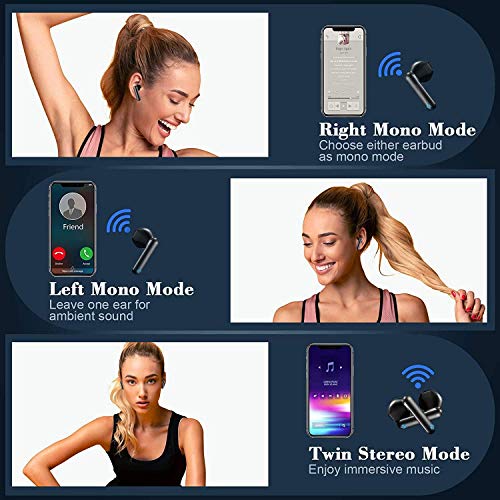 Right Mono Mode
Choose either earbud
as mono mode
Friend
Left Mono Mode
Leave one ear for
ambient sound
Twin Stereo Mode
Enjoy immersive music